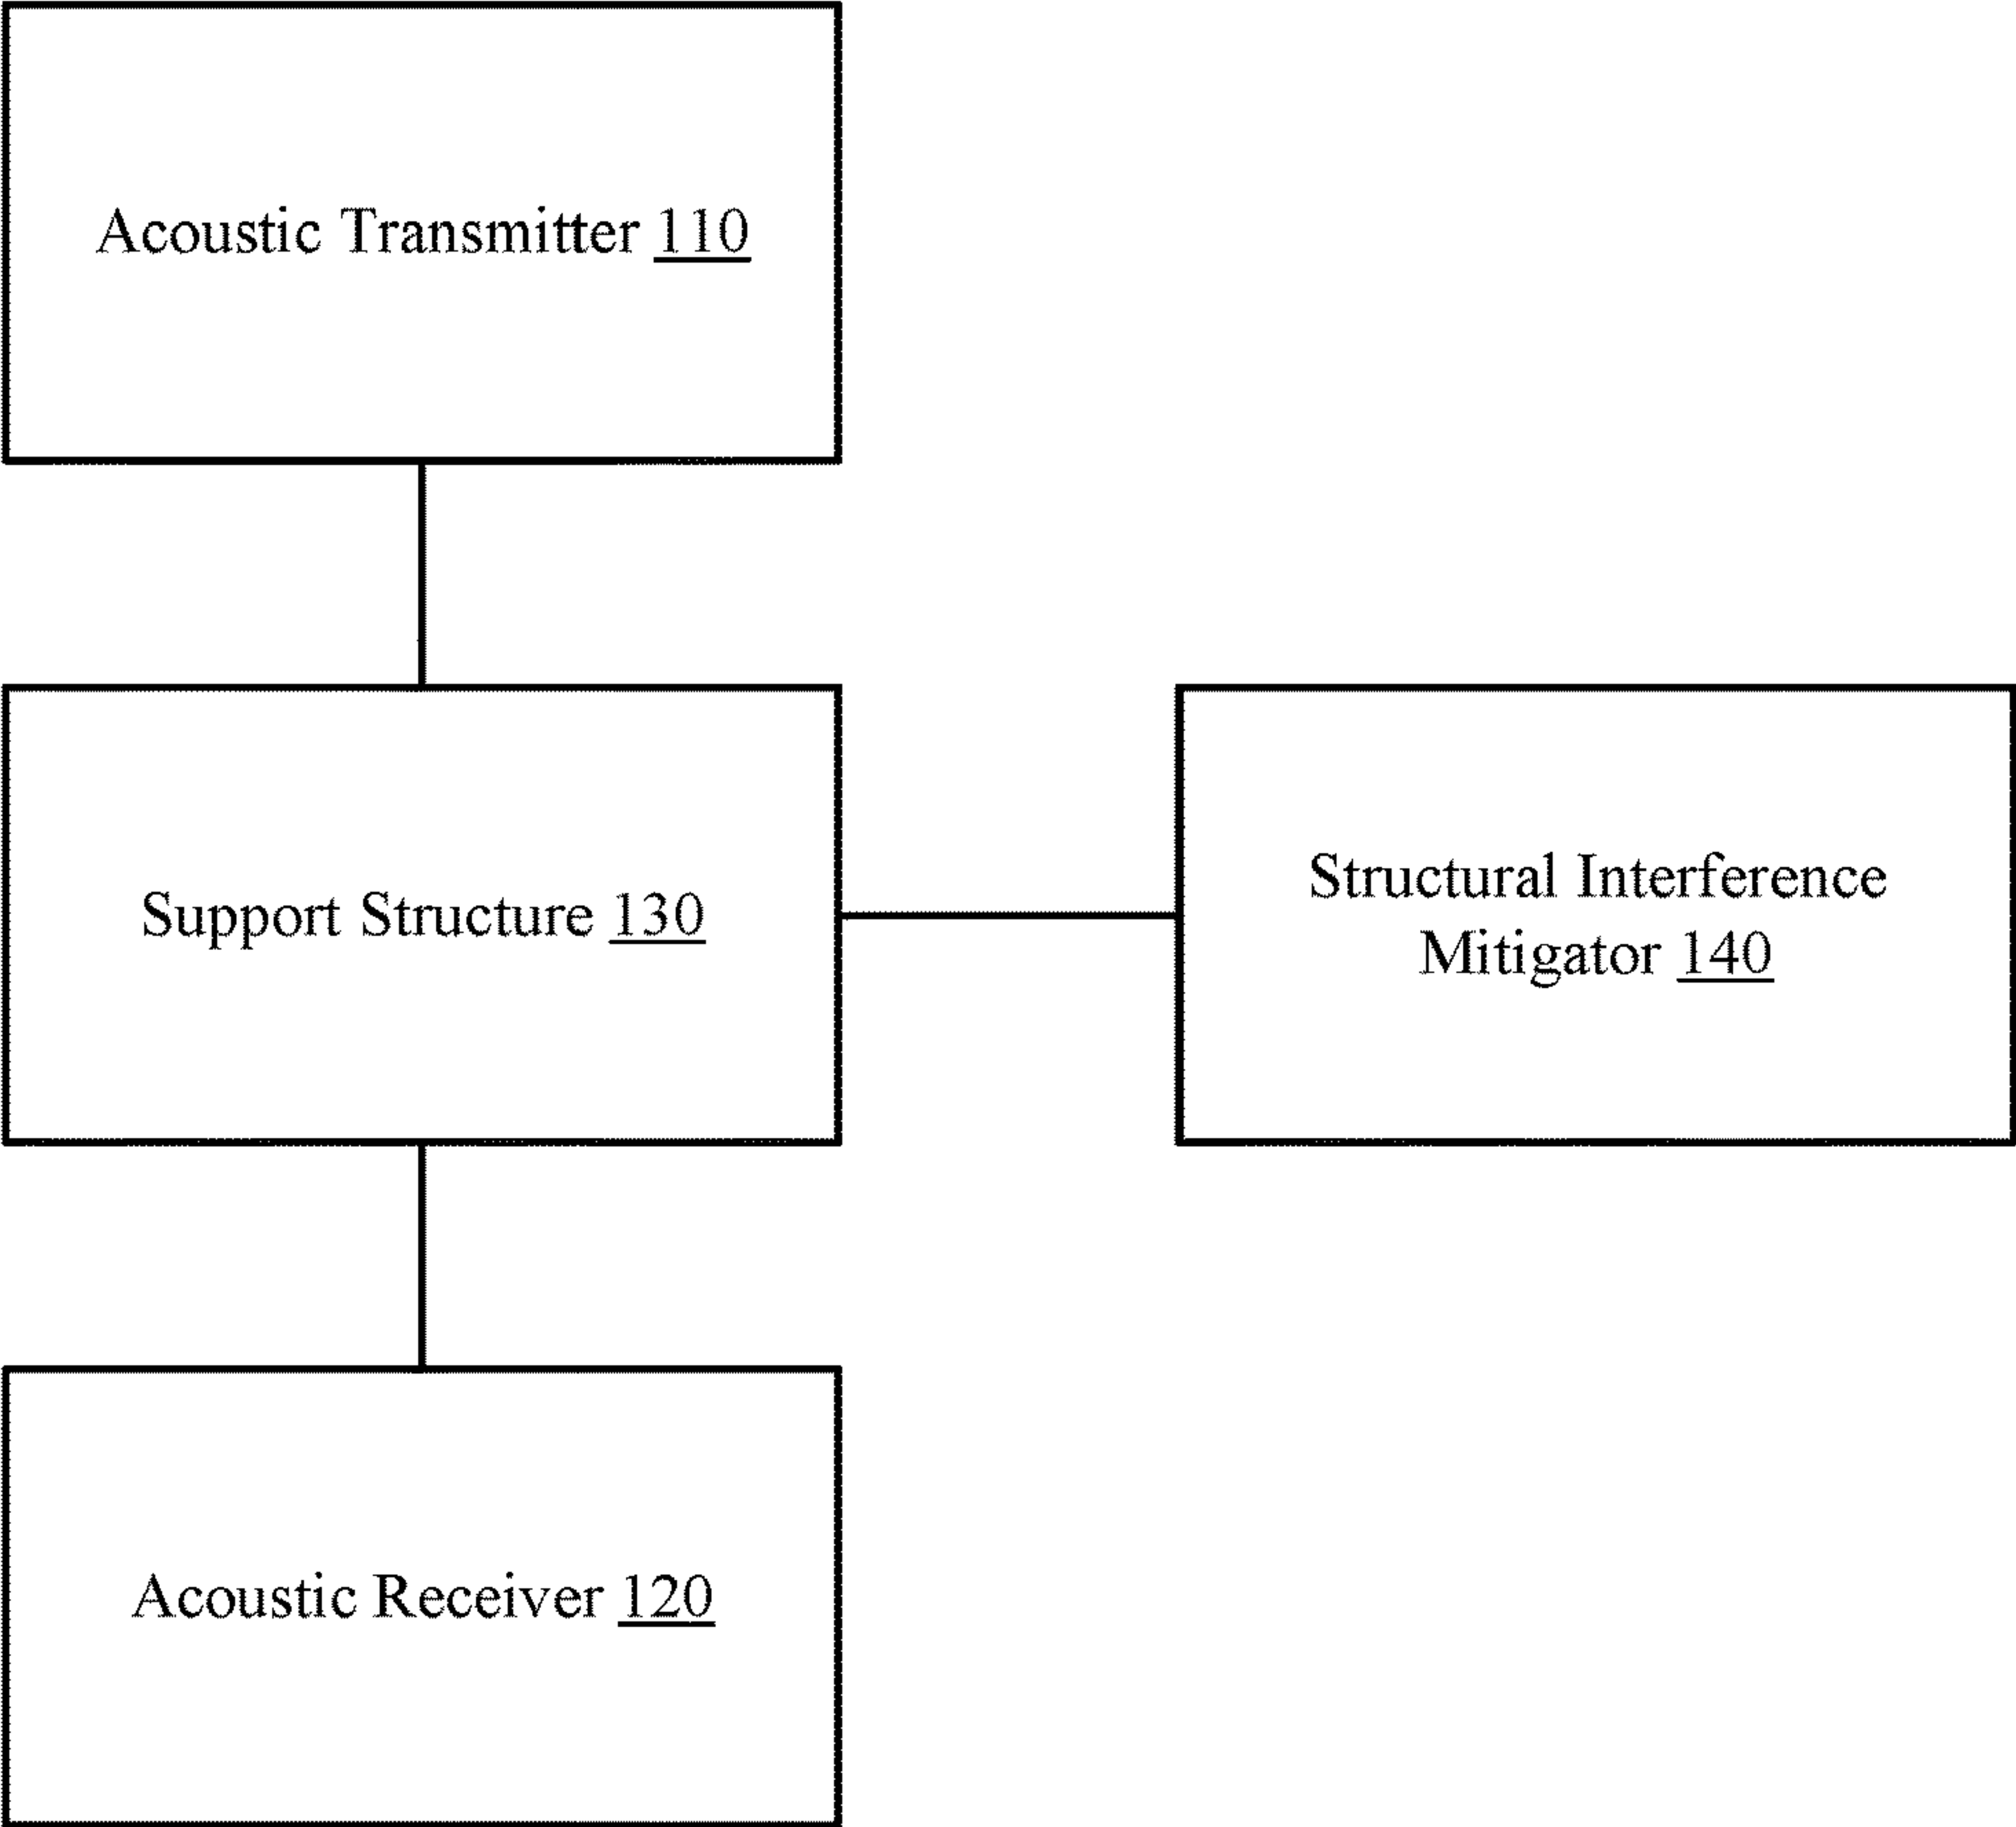 Acoustic Transmitter 110
Support Structure 130
Structural Interference
Mitigator 140
Acoustic Receiver 120